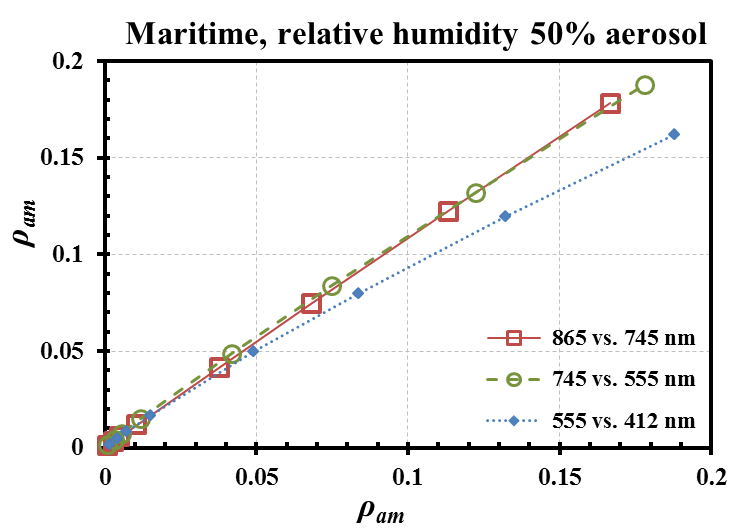 Maritime, relative humidity 50% aerosol
0.2
0.15
0.1
0.05
0
ρam
865 vs. 745 nm
745 vs. 555 nm
555 vs. 412 nm
0 0.05 0.1 0.15 0.2
ρam